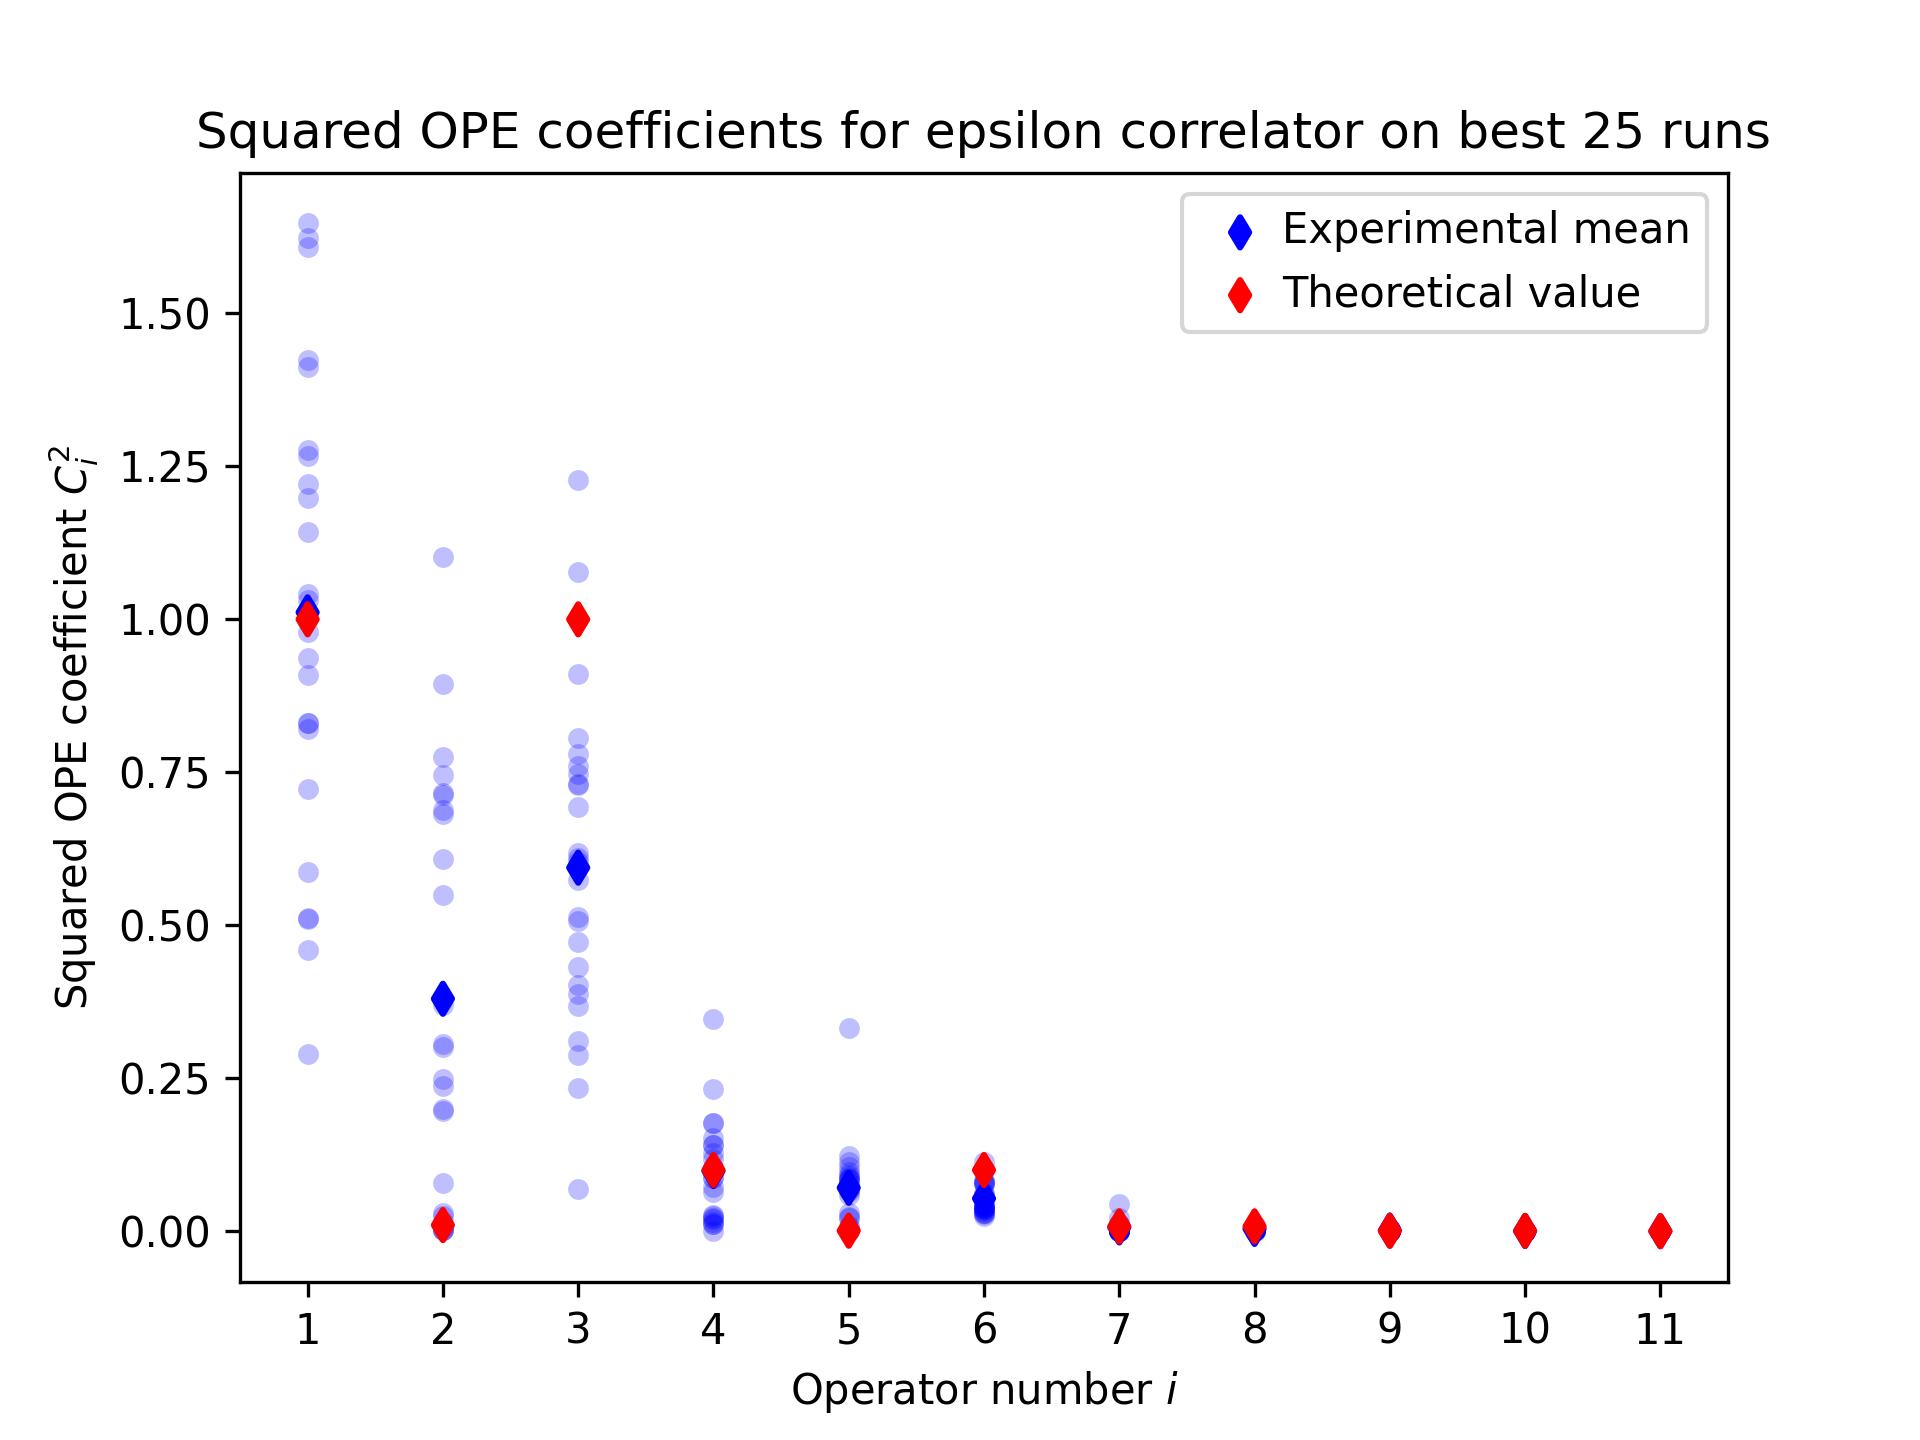 Squared OPE coefficients for epsilon correlator on best 25 runs
Experimental mean
Theoretical value
Squared OPE coefficient $C_i^2$
1.50
1.25
1.00
0.75
0.50
0.25
0.00
1 2 3 4 5 6 7 8 9 10 11
Operator number i